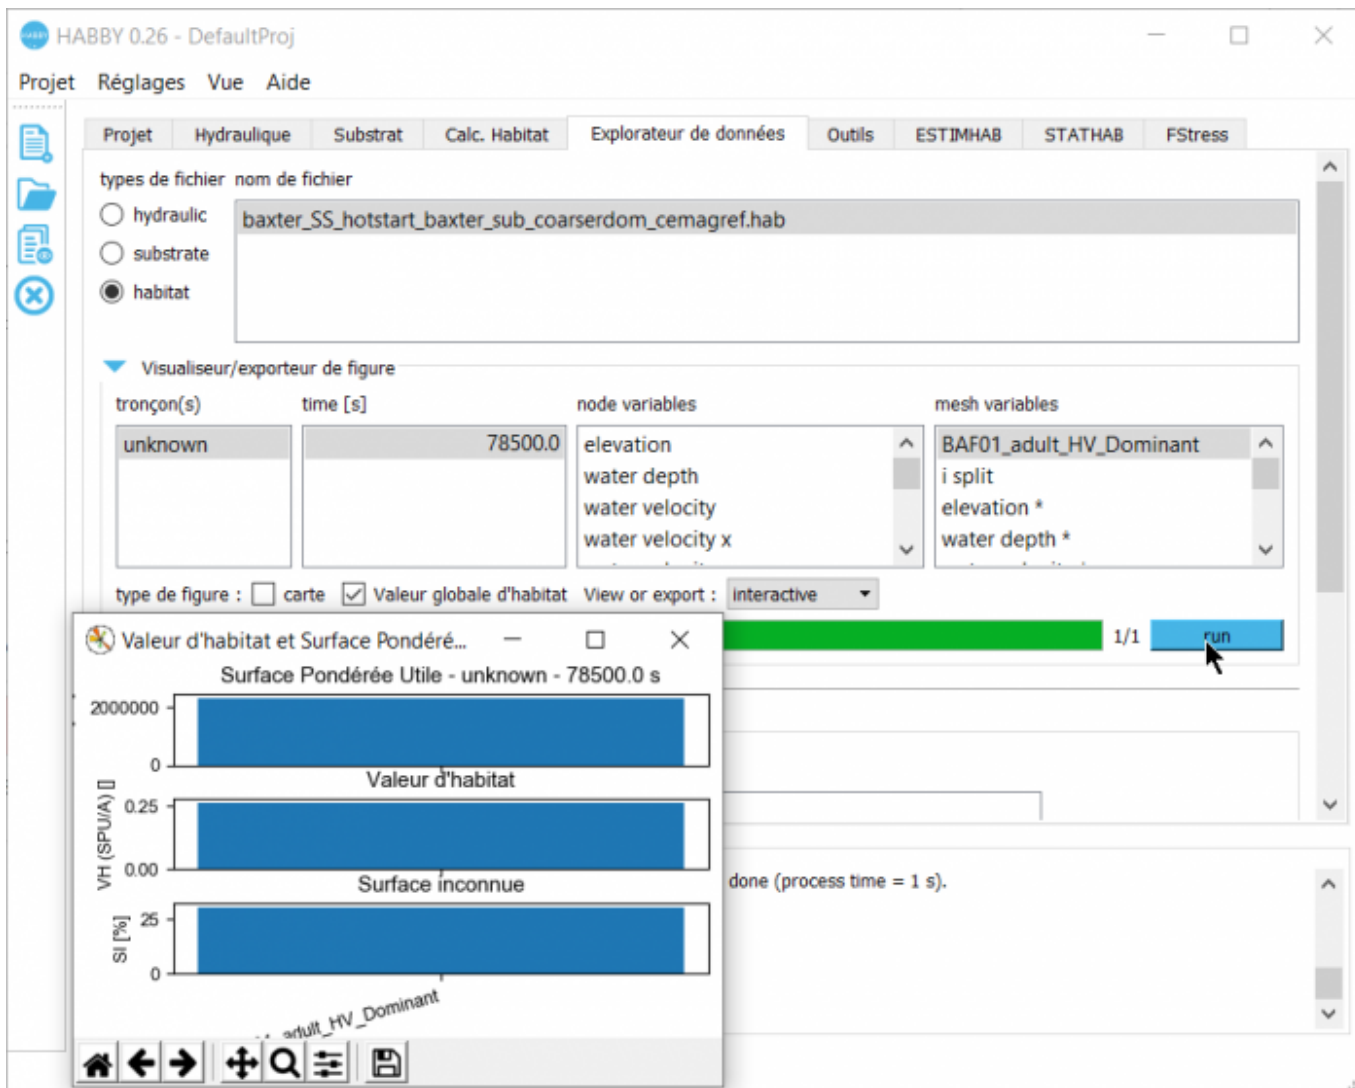 HABBY 0.26 - DefaultProj
Projet Réglages Vue Aide
Projet Hydraulique Substrat Calc. Habitat Explorateur de données Outils ESTIMHAB STATHAB FStress
types de fichier nom de fichier
hydraulic
baxter_SS_hotstart_baxter_sub_coarserdom_cemagref.hab
substrate
habitat
Visualiseur/exporteur de figure
tronçon(s) time [s] node variables mesh variables
unknown 78500.0 elevation BAF01_adult_HV_Dominant
water depth i split
water velocity elevation *
water velocity x water depth *
type de figure : carte Valeur globale d'habitat View or export : interactive
1/1 run
Valeur d'habitat et Surface Pondéré...
Surface Pondérée Utile - unknown - 78500.0 s
2000000
0
Valeur d'habitat
VH (SPU/A) []
0.25
0.00
Surface inconnue
SI [%]
25
0
_adult_HV_Dominant
done (process time = 1 s).